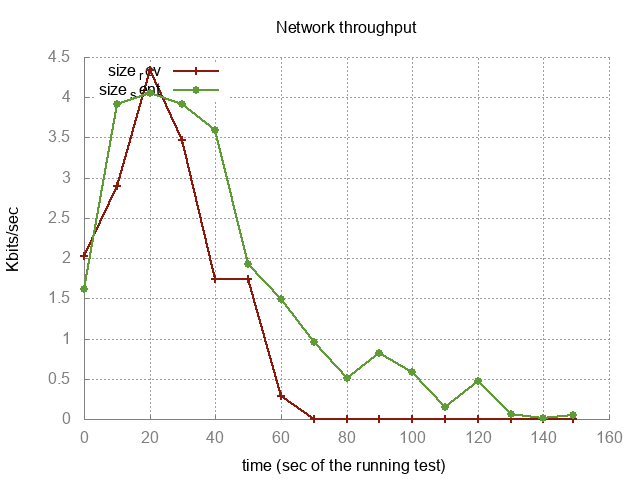 Network throughput
4.5
4
3.5
3
2.5
2
1.5
1
0.5
0
Kbits/sec
size_rcv
size_sent
0 20 40 60 80 100 120 140 160
time (sec of the running test)